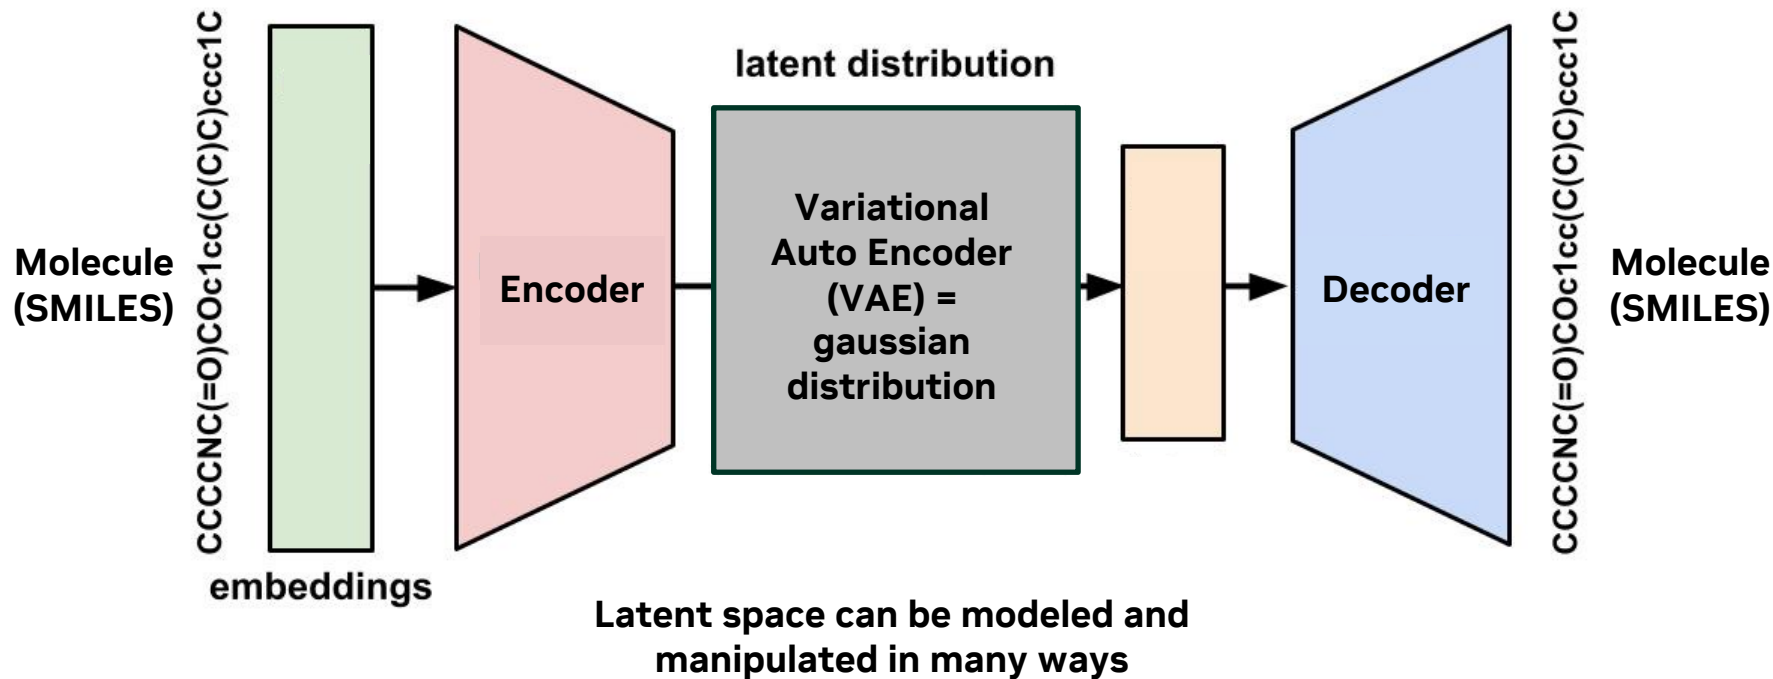 Molecule
(SMILES)
CCCCNC(=O)COc1cc(C(C)C)ccc1C
embeddings
Encoder
latent distribution
Variational
Auto Encoder
(VAE) =
gaussian
distribution
Decoder
CCCCNC(=O)COc1cc(C(C)C)ccc1C
Molecule
(SMILES)
Latent space can be modeled and
manipulated in many ways